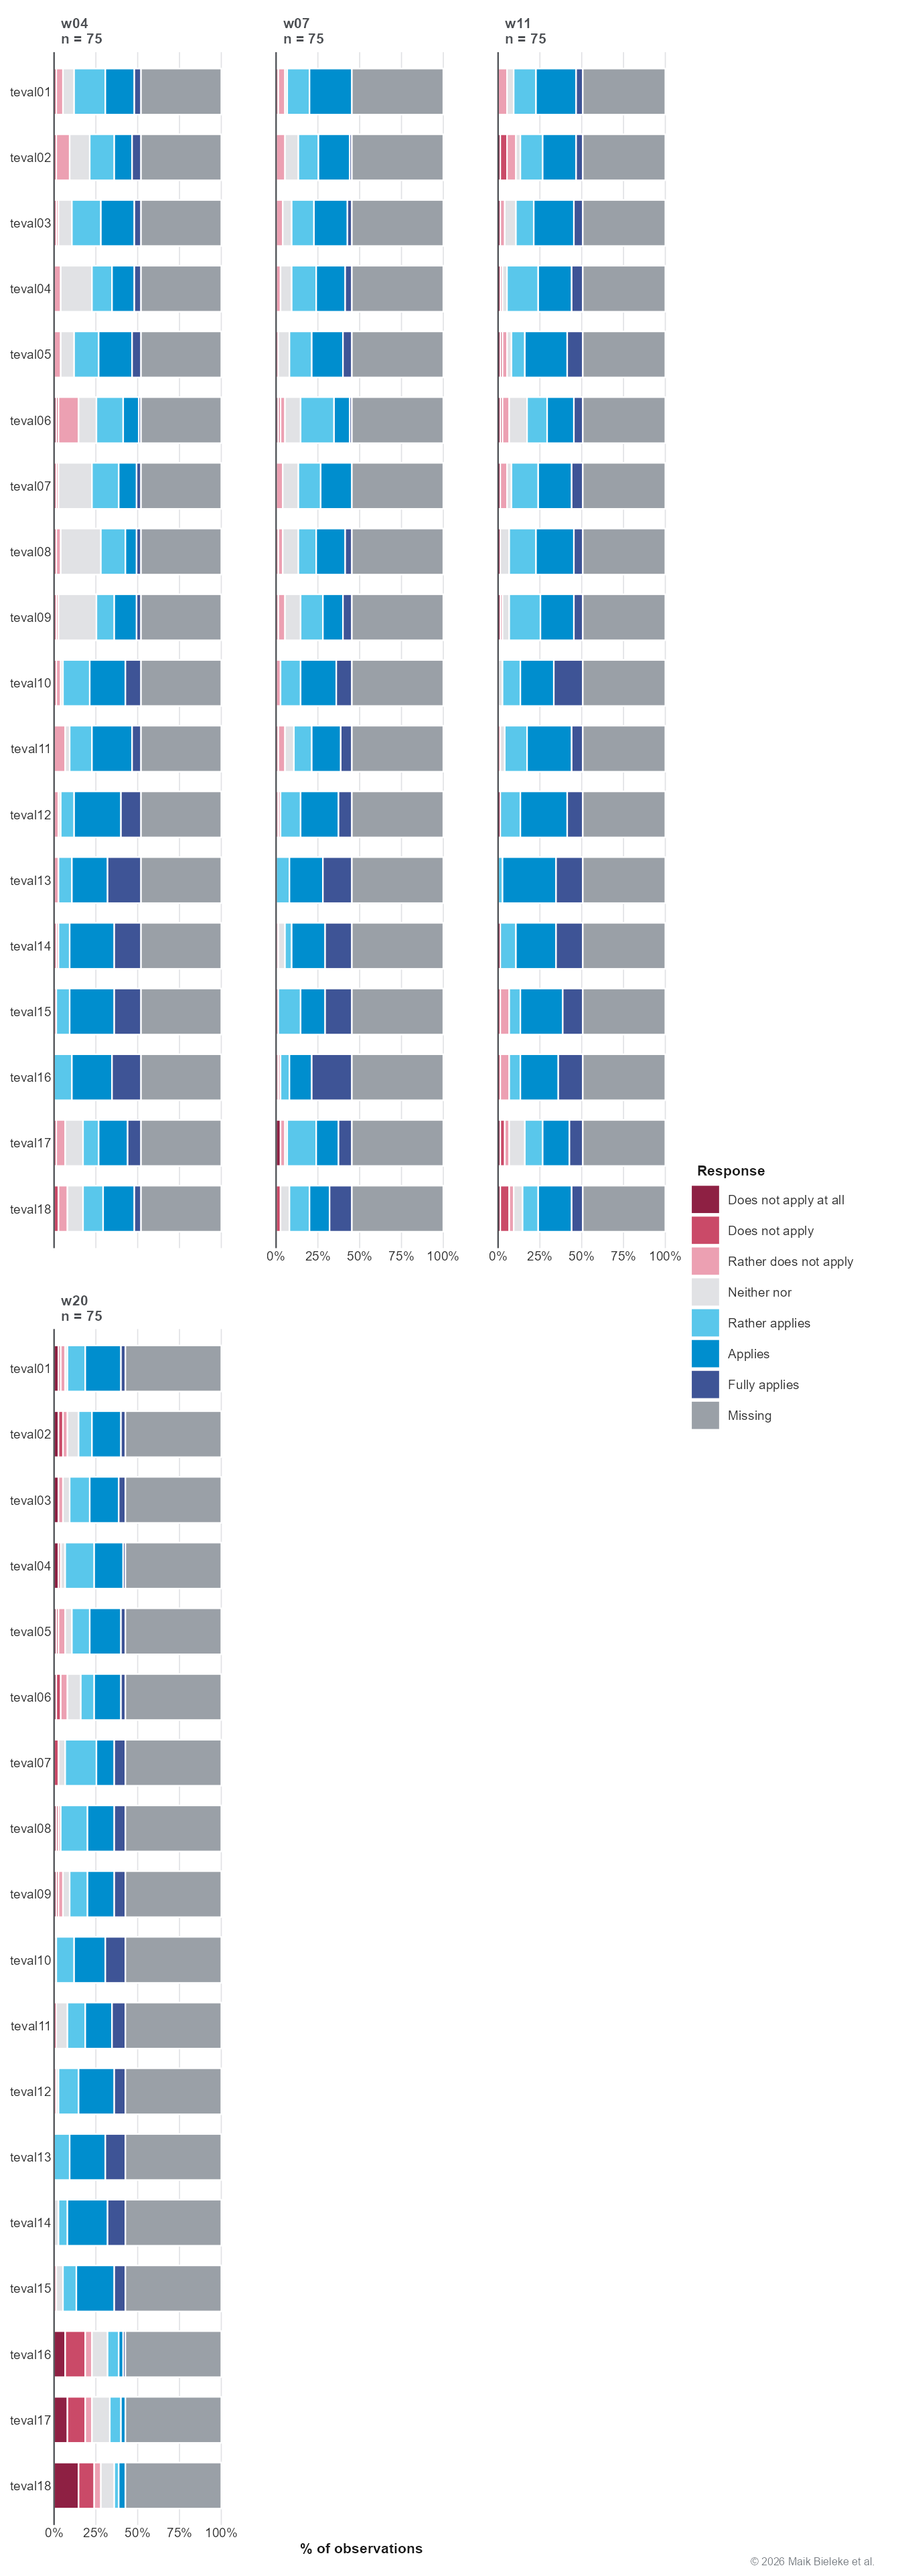 w04
n = 75
w07
n = 75
w11
n = 75
teval01
teval02
teval03
teval04
teval05
teval06
teval07
teval08
teval09
teval10
teval11
teval12
teval13
teval14
teval15
teval16
teval17
teval18
0% 25% 50% 75% 100%
0% 25% 50% 75% 100%
Response
Does not apply at all
Does not apply
Rather does not apply
Neither nor
Rather applies
Applies
Fully applies
Missing
w20
n = 75
teval01
teval02
teval03
teval04
teval05
teval06
teval07
teval08
teval09
teval10
teval11
teval12
teval13
teval14
teval15
teval16
teval17
teval18
0% 25% 50% 75% 100%
% of observations
© 2026 Maik Bieleke et al.